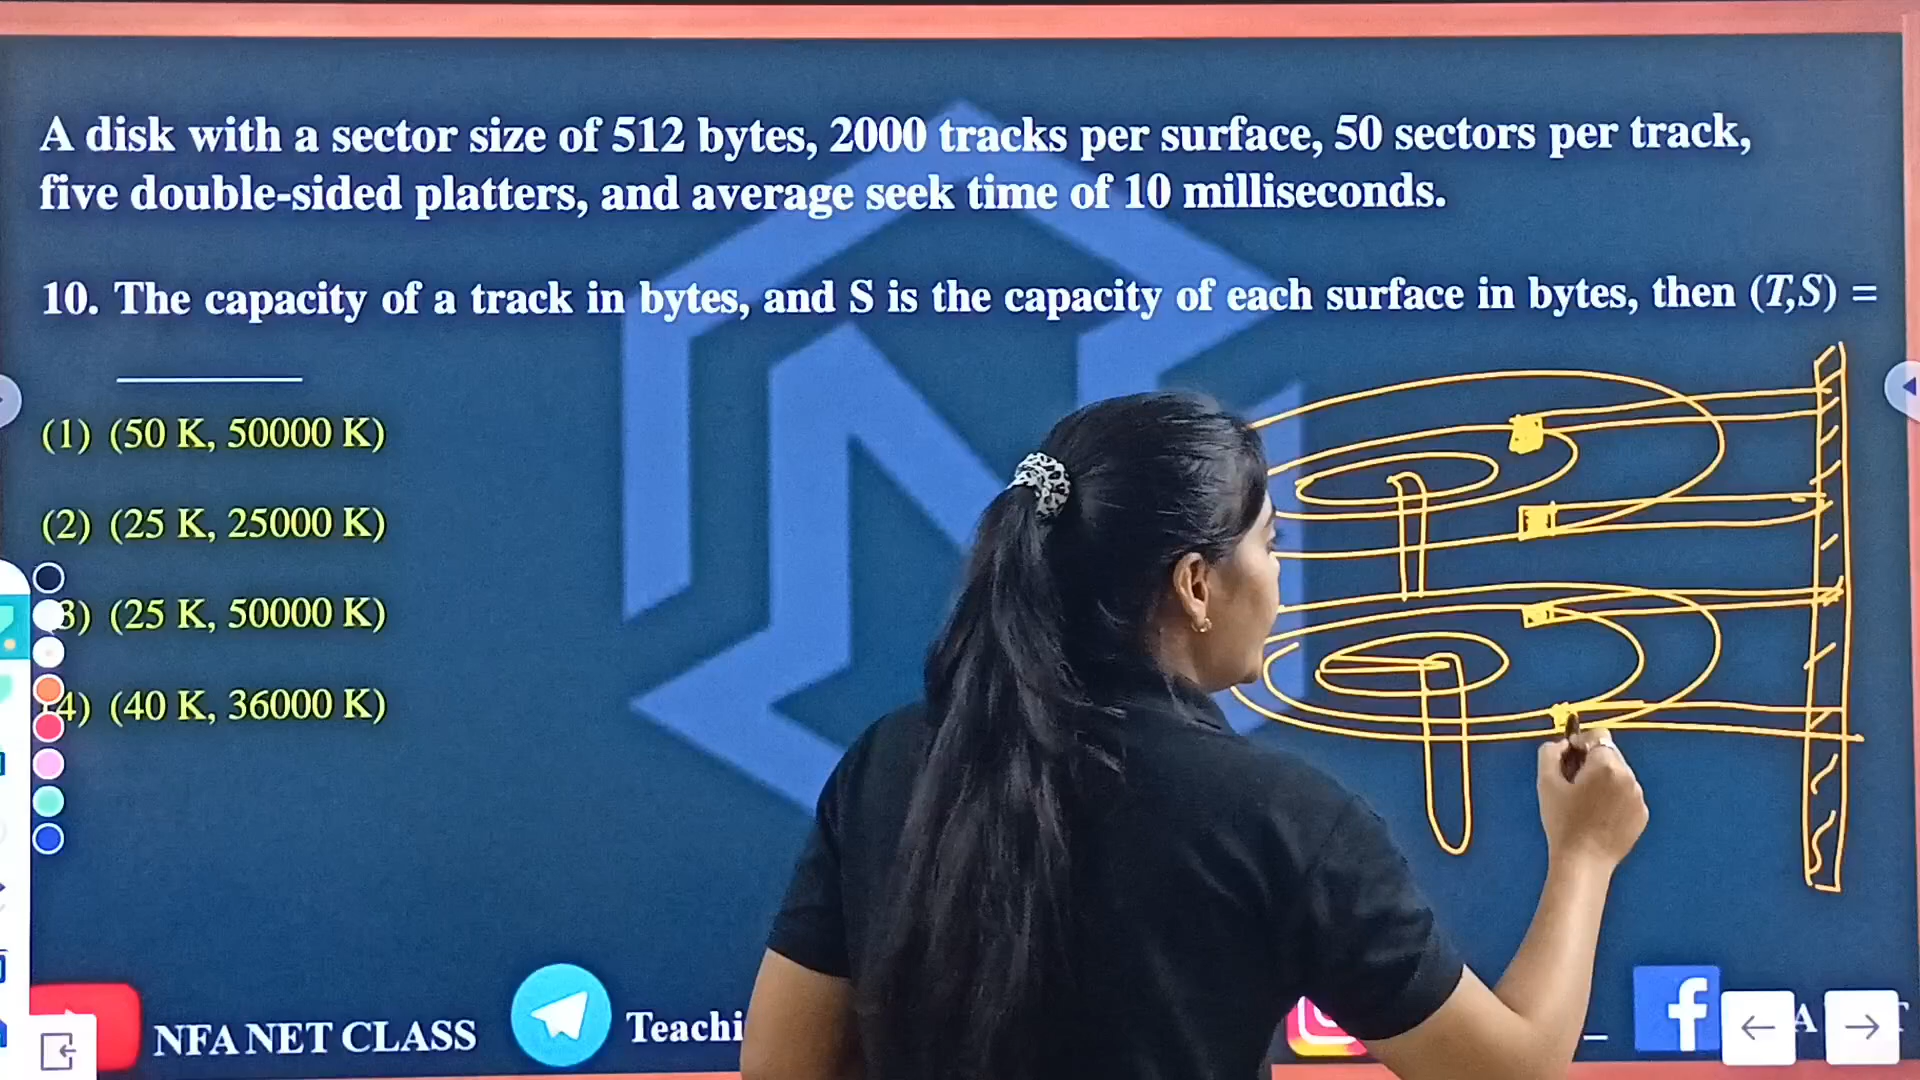 A disk with a sector size of 512 bytes, 2000 tracks per surface, 50 sectors per track,
five double-sided platters, and average seek time of 10 milliseconds.
10. The capacity of a track in bytes, and S is the capacity of each surface in bytes, then (T,S) =
(1) (50 K, 50000 K)
(2) (25 K, 25000 K)
3) (25 K, 50000 K)
4) (40 K, 36000 K)
NFA NET CLASS